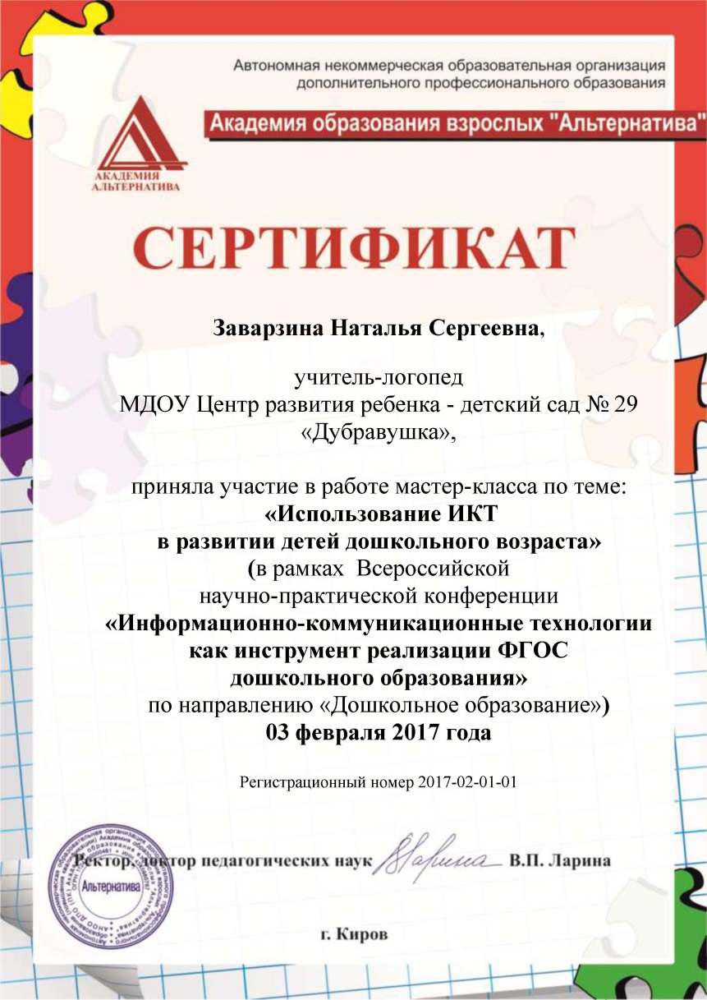 Автономная некоммерческая образовательная организация
дополнительного профессионального образования
Академия образования взрослых "Альтернатива"
АКАДЕМИЯ
АЛЬТЕРНАТИВА
СЕРТИФИКАТ
Заварзина Наталья Сергеевна,
учитель-логопед
МДОУ Центр развития ребенка - детский сад № 29
«Дубравушка»,
приняла участие в работе мастер-класса по теме:
«Использование ИКТ
в развитии детей дошкольного возраста»
(в рамках Всероссийской
научно-практической конференции
«Информационно-коммуникационные технологии
как инструмент реализации ФГОС
дошкольного образования»
по направлению «Дошкольное образование»)
03 февраля 2017 года
Регистрационный номер 2017-02-01-01
Ректор, доктор педагогических наук В.П. Ларина
Альтернатива
г. Киров